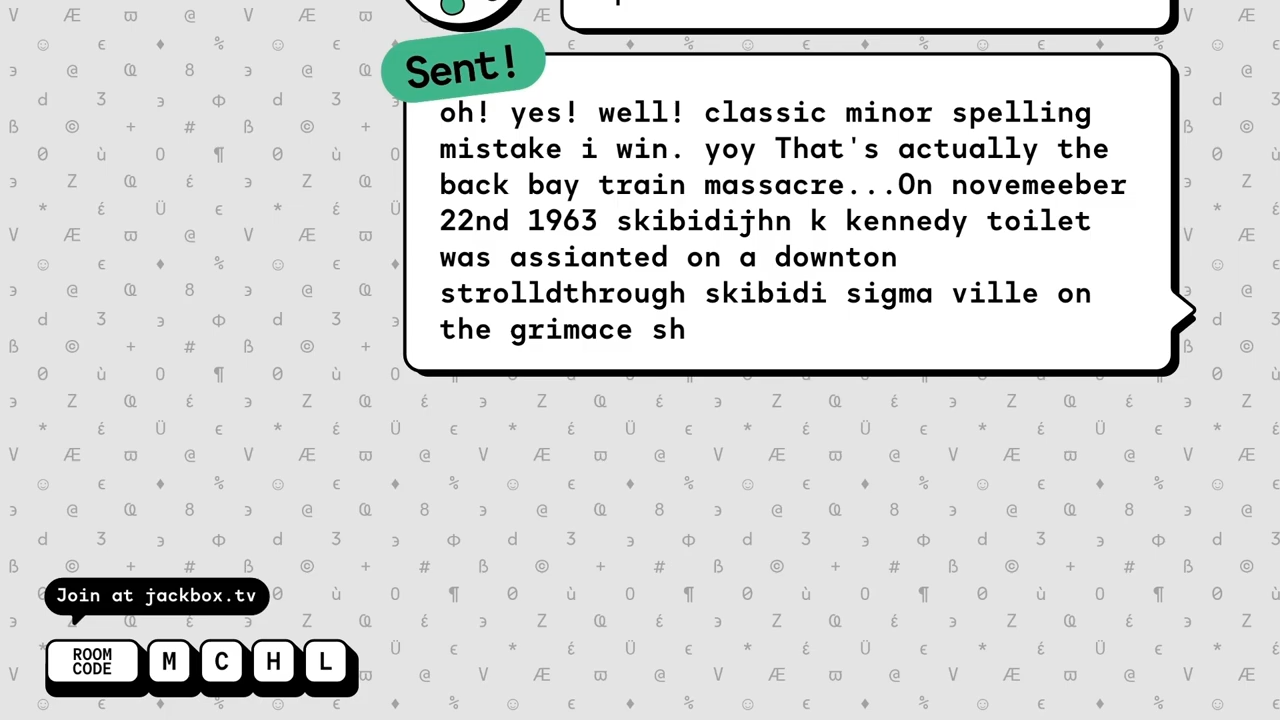 Sent!
oh! yes! well! classic minor spelling
mistake i win. yoy That's actually the
back bay train massacre...On novemeeber
22nd 1963 skibidijhn k kennedy toilet
was assianted on a downton
strolldthrough skibidi sigma ville on
the grimace sh
Join at jackbox.tv
ROOM
CODE
M C H L